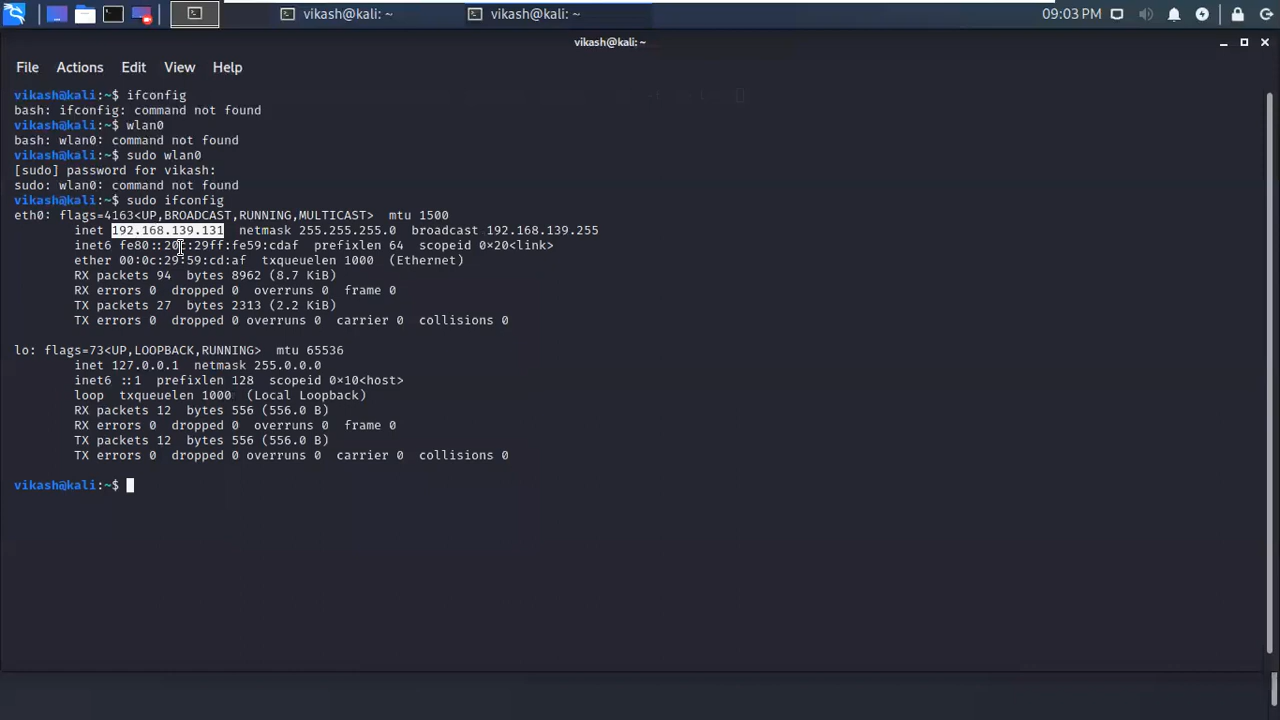 vikash@kali: ~
vikash@kali: ~
09:03 PM
vikash@kali: ~
File Actions Edit View Help
vikash@kali:~$ ifconfig
bash: ifconfig: command not found
vikash@kali:~$ wlan0
bash: wlan0: command not found
vikash@kali:~$ sudo wlan0
[sudo] password for vikash:
sudo: wlan0: command not found
vikash@kali:~$ sudo ifconfig
eth0: flags=4163<UP,BROADCAST,RUNNING,MULTICAST>  mtu 1500
inet 192.168.139.131  netmask 255.255.255.0  broadcast 192.168.139.255
inet6 fe80::20c:29ff:fe59:cdaf  prefixlen 64  scopeid 0×20<link>
ether 00:0c:29:59:cd:af  txqueuelen 1000  (Ethernet)
RX packets 94  bytes 8962 (8.7 KiB)
RX errors 0  dropped 0  overruns 0  frame 0
TX packets 27  bytes 2313 (2.2 KiB)
TX errors 0  dropped 0 overruns 0  carrier 0  collisions 0
lo: flags=73<UP,LOOPBACK,RUNNING>  mtu 65536
inet 127.0.0.1  netmask 255.0.0.0
inet6 ::1  prefixlen 128  scopeid 0×10<host>
loop  txqueuelen 1000  (Local Loopback)
RX packets 12  bytes 556 (556.0 B)
RX errors 0  dropped 0  overruns 0  frame 0
TX packets 12  bytes 556 (556.0 B)
TX errors 0  dropped 0 overruns 0  carrier 0  collisions 0
vikash@kali:~$